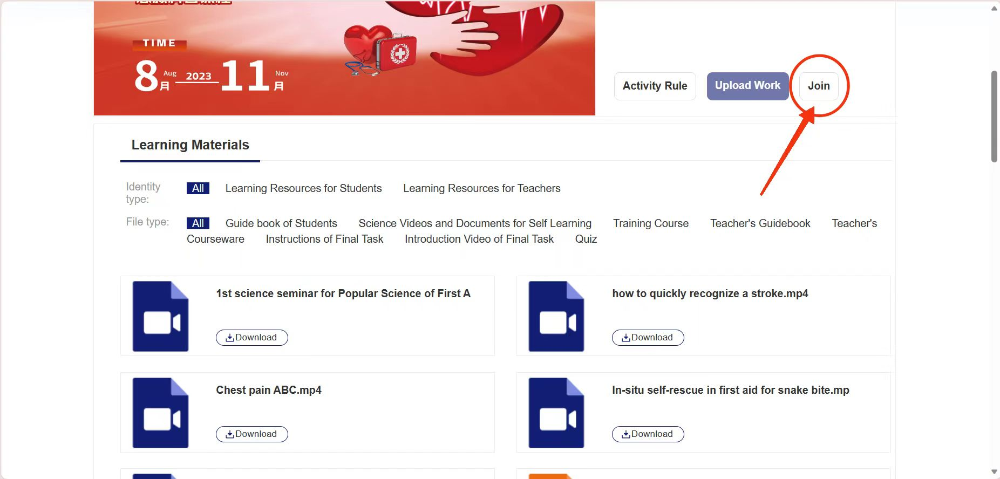 TIME
8月 Aug 2023 11月 Nov
Activity Rule
Upload Work
Join
Learning Materials
Identity type:
All
Learning Resources for Students
Learning Resources for Teachers
File type:
All
Guide book of Students
Science Videos and Documents for Self Learning
Training Course
Teacher's Guidebook
Teacher's
Courseware
Instructions of Final Task
Introduction Video of Final Task
Quiz
1st science seminar for Popular Science of First A
Download
how to quickly recognize a stroke.mp4
Download
Chest pain ABC.mp4
Download
In-situ self-rescue in first aid for snake bite.mp
Download